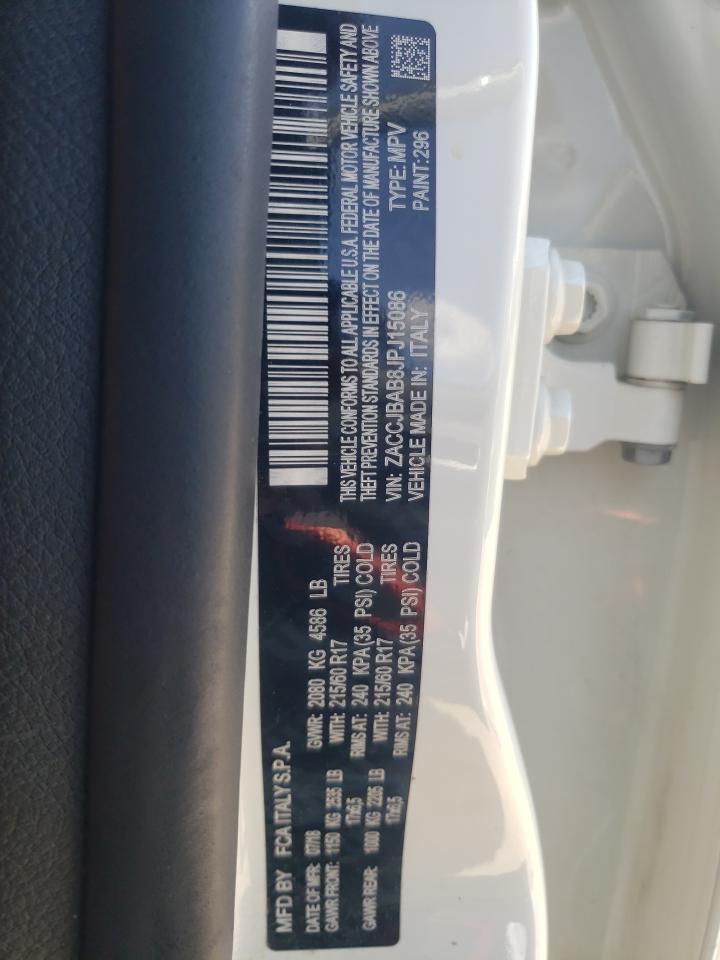 MFD BY FCA ITALY S.P.A.
DATE OF MFR: 07/18 GVWR: 2080 KG 4586 LB
GAWR FRONT: 1150 KG 2535 LB WITH: 215/60 R17 TIRES
17x6,5 RIMS AT: 240 KPA(35 PSI) COLD
GAWR REAR: 1000 KG 2205 LB WITH: 215/60 R17 TIRES
17x6,5 RIMS AT: 240 KPA(35 PSI) COLD
THIS VEHICLE CONFORMS TO ALL APPLICABLE U.S.A. FEDERAL MOTOR VEHICLE SAFETY AND
THEFT PREVENTION STANDARDS IN EFFECT ON THE DATE OF MANUFACTURE SHOWN ABOVE
VIN: ZACCJBAB8JPJ15086 TYPE: MPV
VEHICLE MADE IN: ITALY PAINT:296